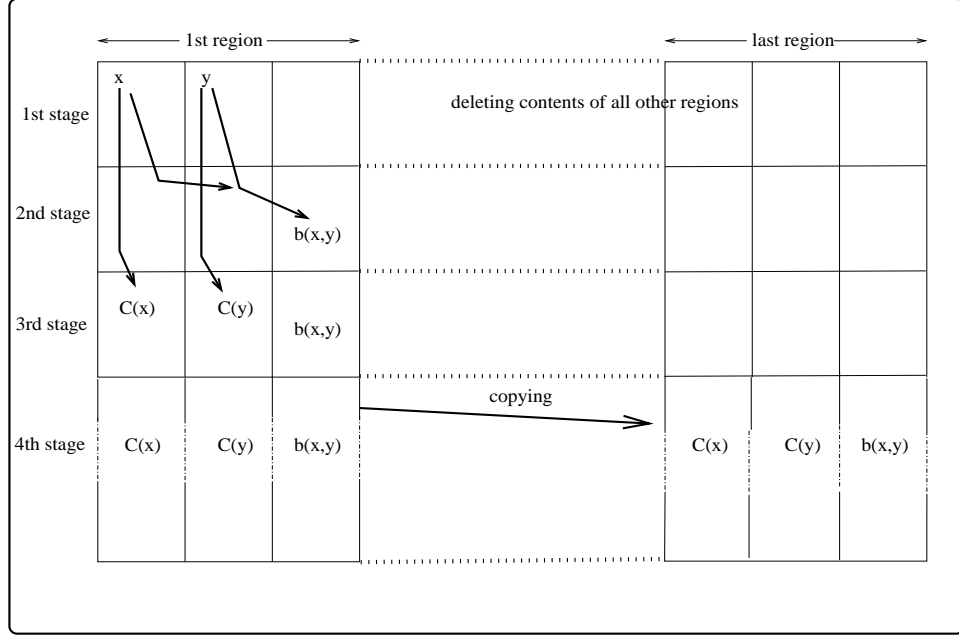 1st region
last region
x
y
1st stage
deleting contents of all other regions
2nd stage
b(x,y)
C(x)
C(y)
3rd stage
b(x,y)
copying
4th stage
C(x)
C(y)
b(x,y)
C(x)
C(y)
b(x,y)